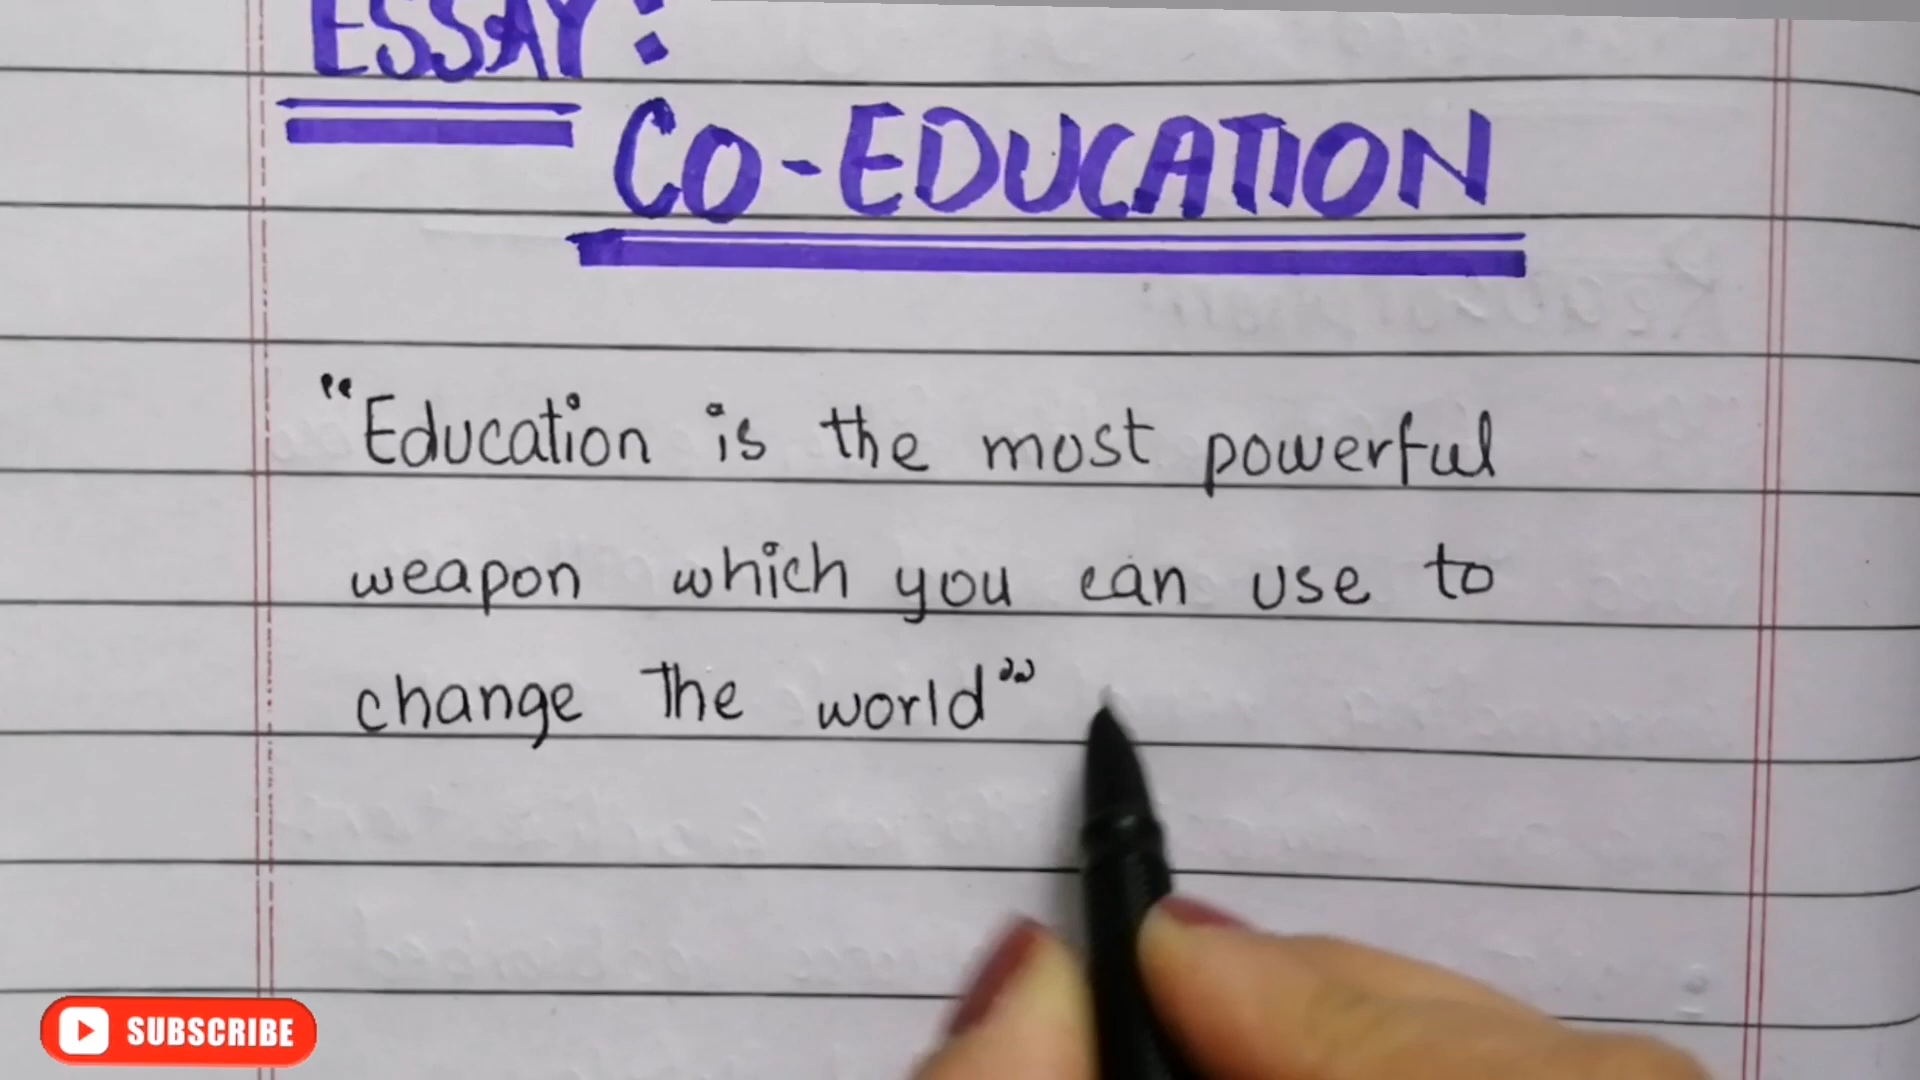 ESSAY:
CO-EDUCATION
"Education is the most powerful
weapon which you can use to
change the world"
SUBSCRIBE